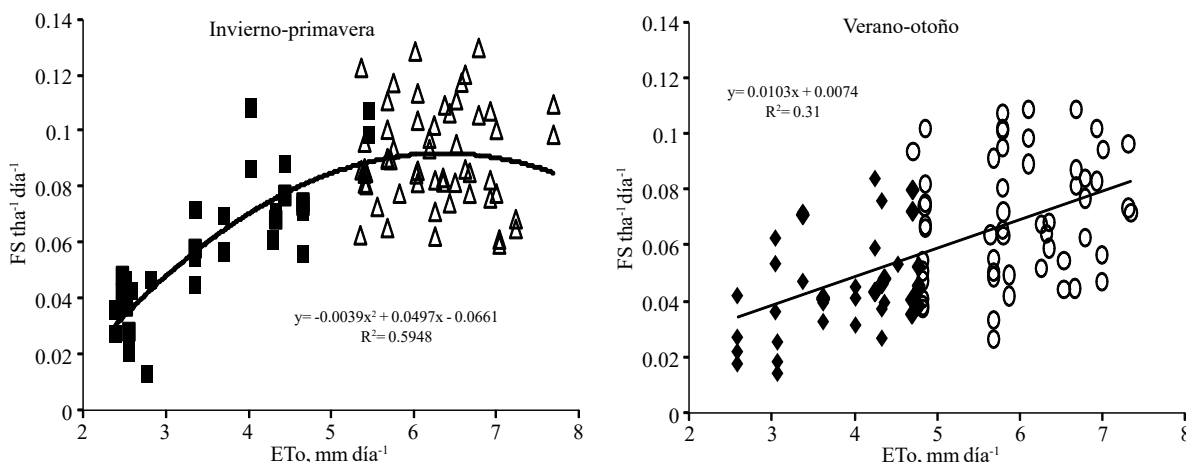 Invierno-primavera
0.14
0.12
0.1
0.08
0.06
0.04
0.02
0
FS tha⁻¹ día⁻¹
y= -0.0039x² + 0.0497x - 0.0661
R²= 0.5948
2 3 4 5 6 7 8
ETo, mm día⁻¹
Verano-otoño
0.14
0.12
0.1
0.08
0.06
0.04
0.02
0
FS tha⁻¹ día⁻¹
y= 0.0103x + 0.0074
R²= 0.31
2 3 4 5 6 7 8
ETo, mm día⁻¹